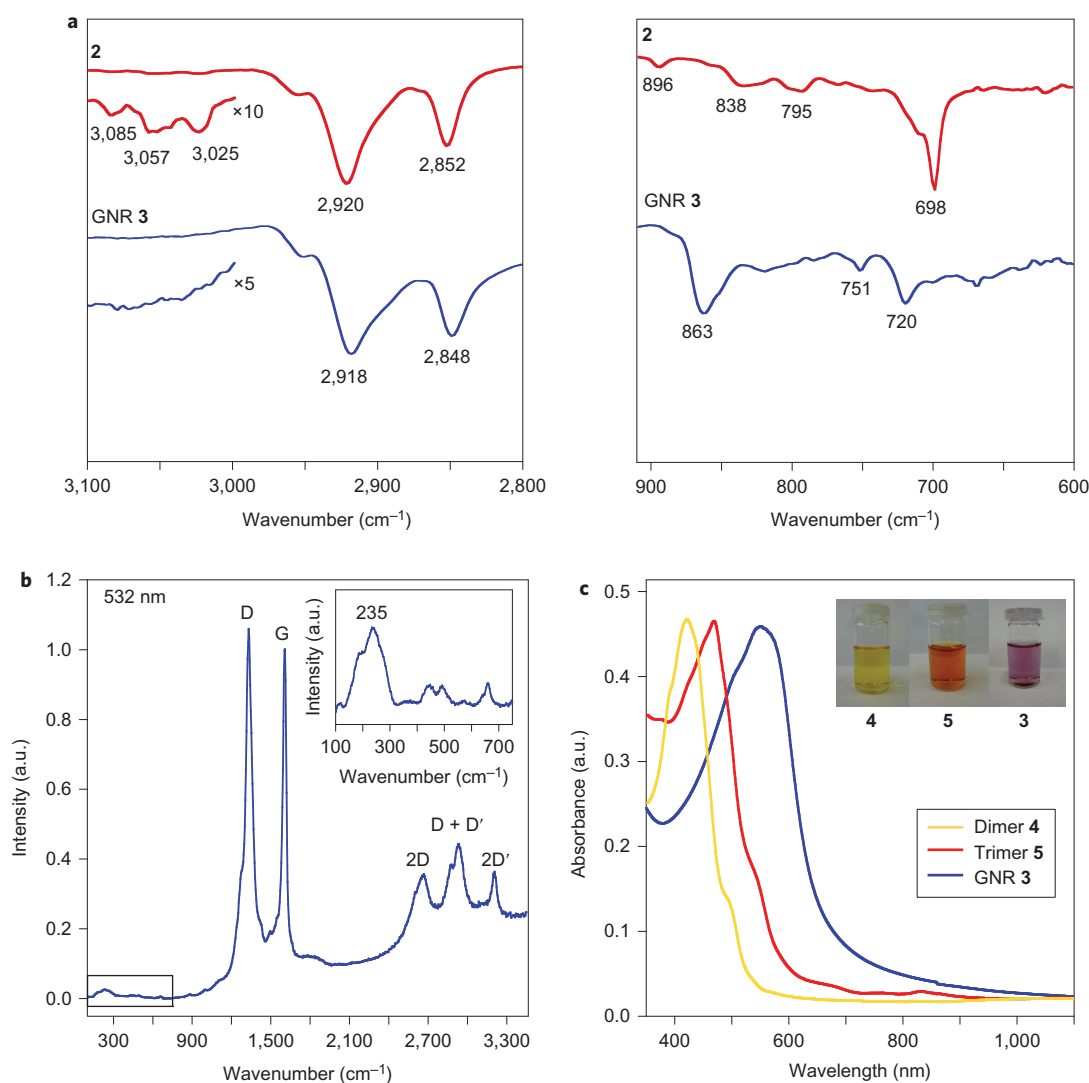 a
2
×10
3,085
3,057
3,025
2,920
2,852
GNR 3
×5
2,918
2,848
3,100
3,000
2,900
2,800
Wavenumber (cm⁻¹)
2
896
838
795
698
GNR 3
863
751
720
900
800
700
600
Wavenumber (cm⁻¹)
b
532 nm
1.2
1.0
0.8
0.6
0.4
0.2
0.0
Intensity (a.u.)
D
G
2D
D + D′
2D′
300
900
1,500
2,100
2,700
3,300
Wavenumber (cm⁻¹)
235
Intensity (a.u.)
100
300
500
700
Wavenumber (cm⁻¹)
c
0.5
0.4
0.3
0.2
0.1
0.0
Absorbance (a.u.)
4
5
3
Dimer 4
Trimer 5
GNR 3
400
600
800
1,000
Wavelength (nm)